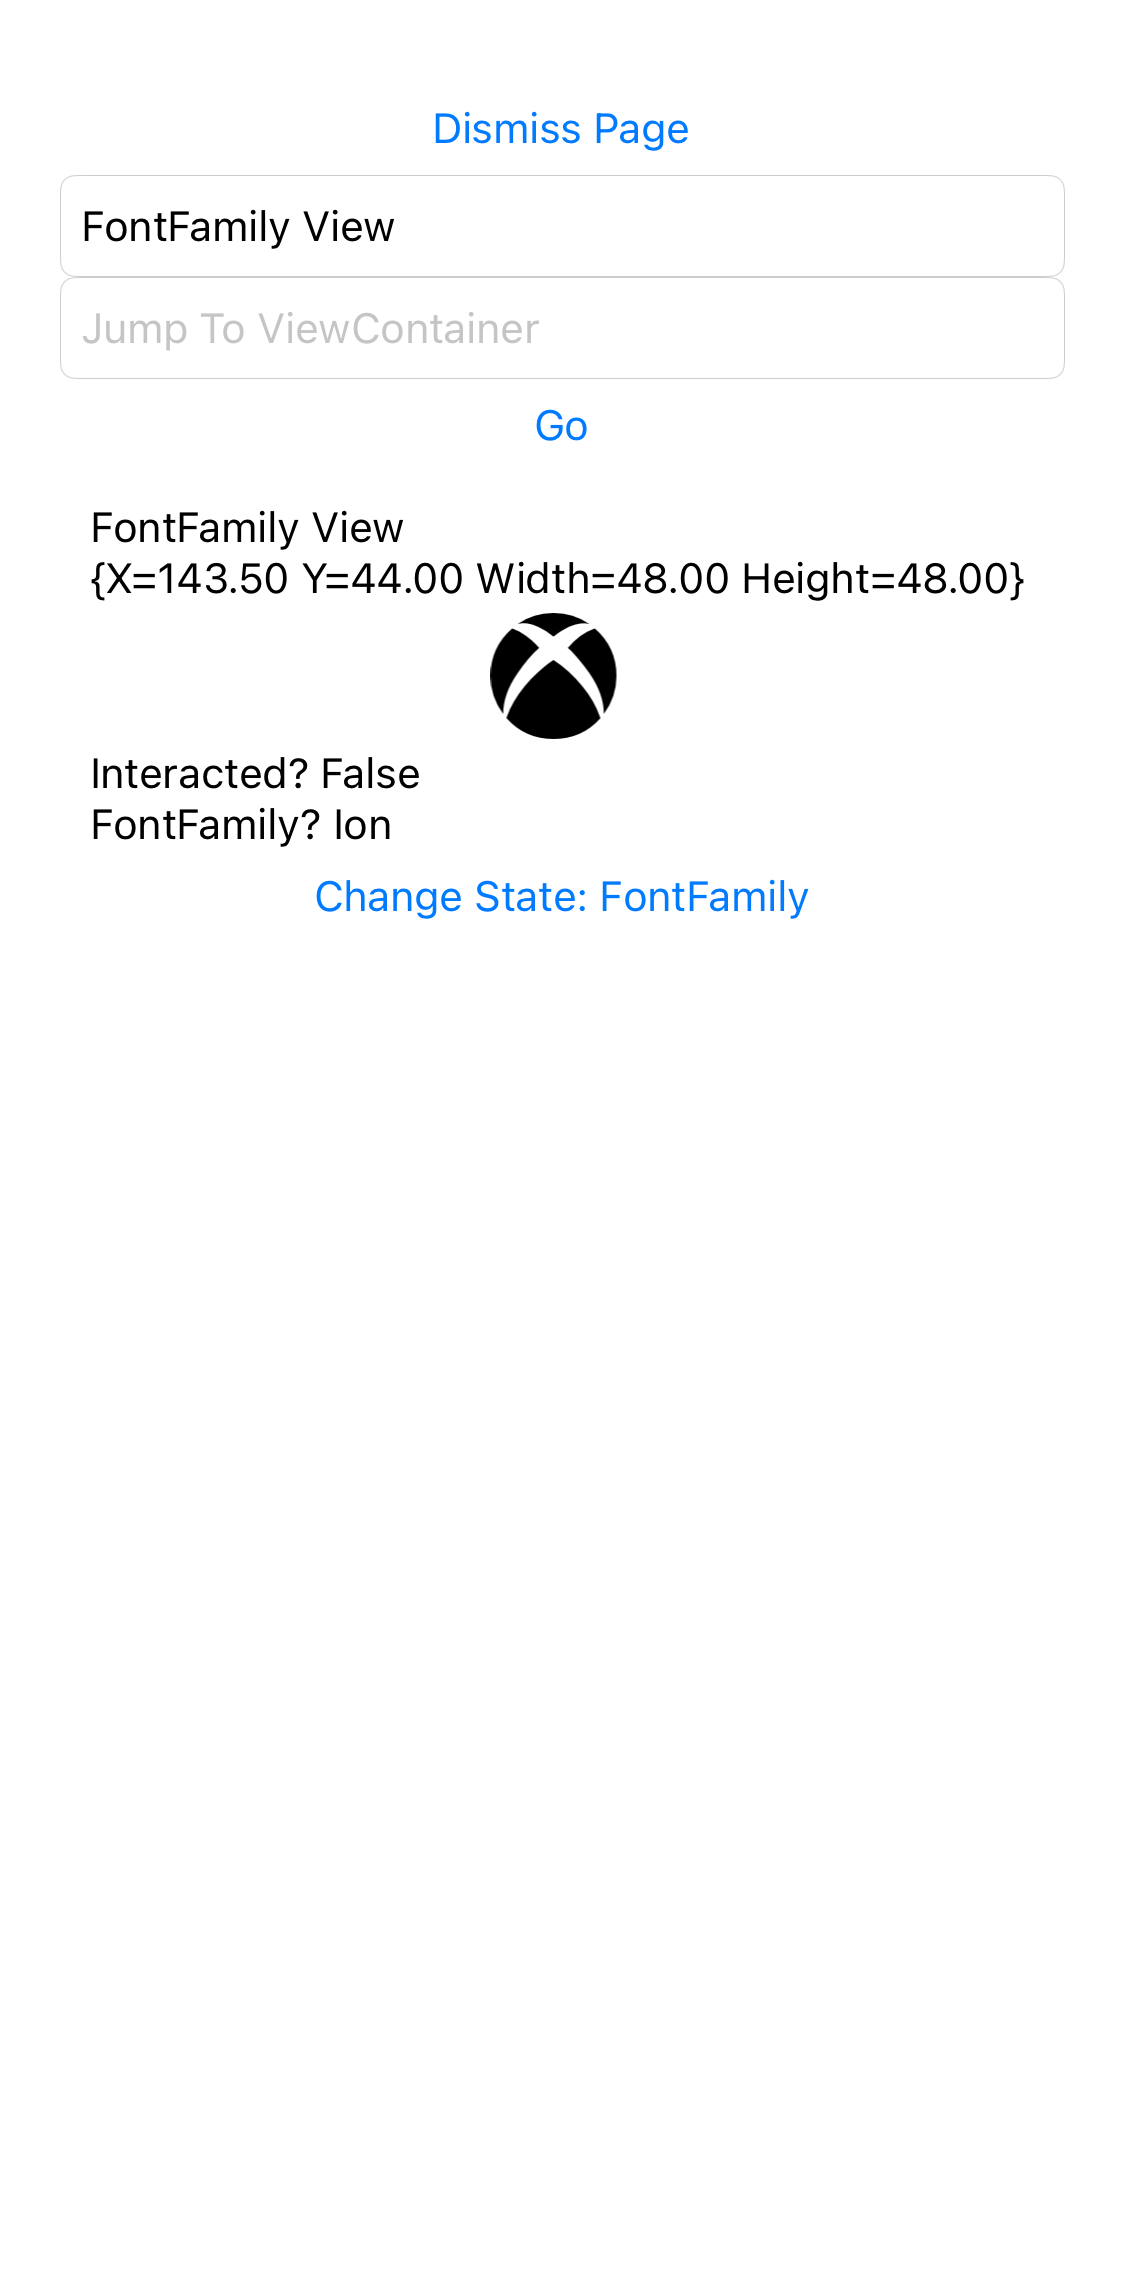 Dismiss Page
FontFamily View
Jump To ViewContainer
Go
FontFamily View
{X=143.50 Y=44.00 Width=48.00 Height=48.00}
Interacted? False
FontFamily? Ion
Change State: FontFamily